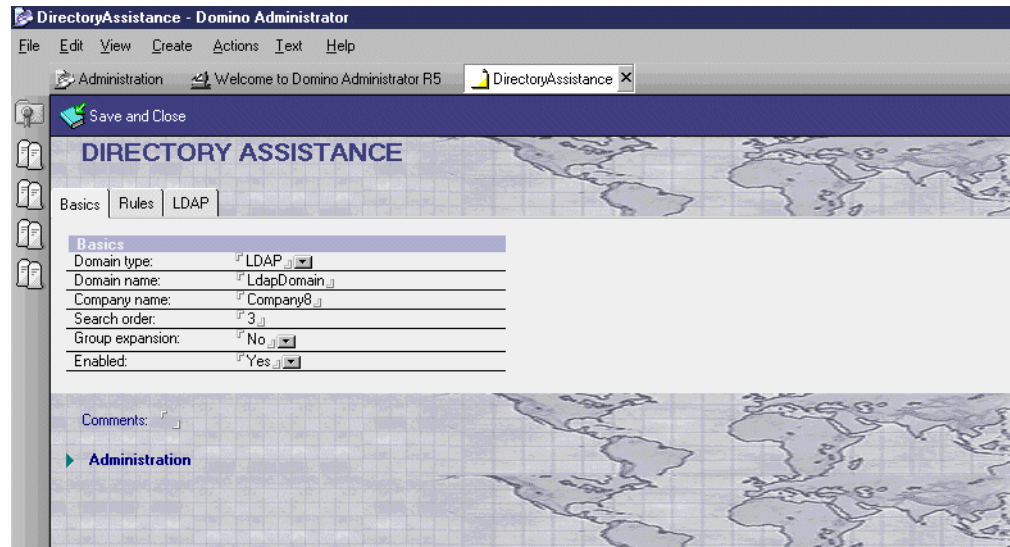 DirectoryAssistance - Domino Administrator
File Edit View Create Actions Text Help
Administration Welcome to Domino Administrator R5 DirectoryAssistance
Save and Close
DIRECTORY ASSISTANCE
Basics Rules LDAP
Basics
Domain type: LDAP
Domain name: LdapDomain
Company name: Company8
Search order: 3
Group expansion: No
Enabled: Yes
Comments:
Administration